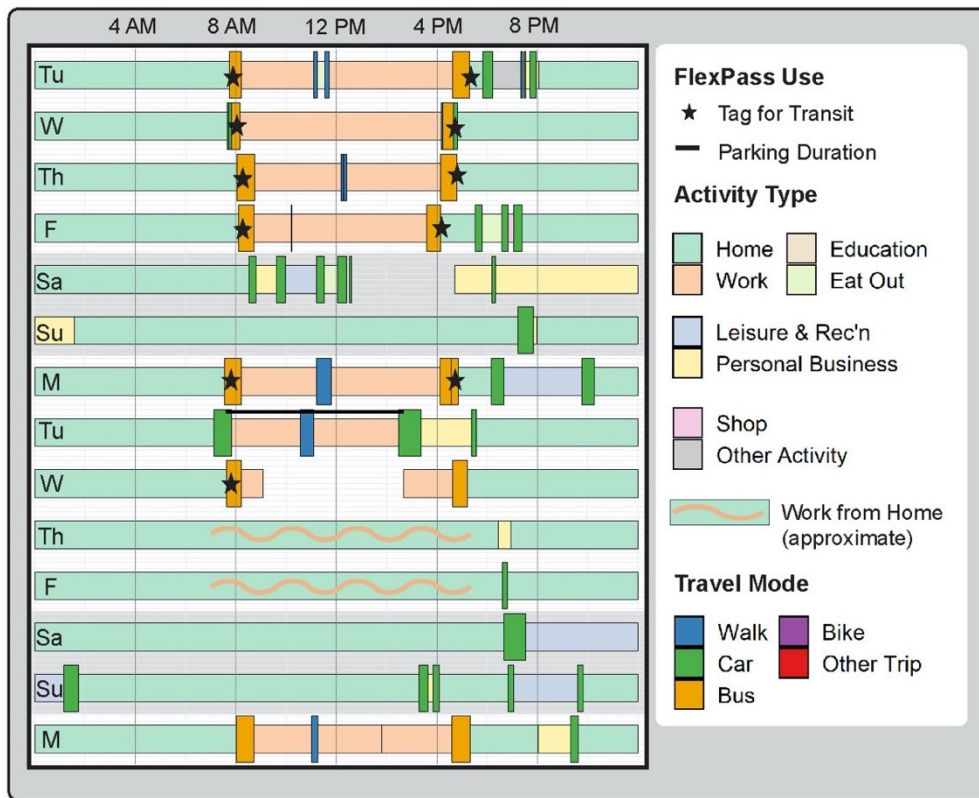 4 AM 8 AM 12 PM 4 PM 8 PM
Tu
W
Th
F
Sa
Su
M
Tu
W
Th
F
Sa
Su
M
FlexPass Use
Tag for Transit
Parking Duration
Activity Type
Home Education
Work Eat Out
Leisure & Rec'n
Personal Business
Shop
Other Activity
Work from Home
(approximate)
Travel Mode
Walk Bike
Car Other Trip
Bus